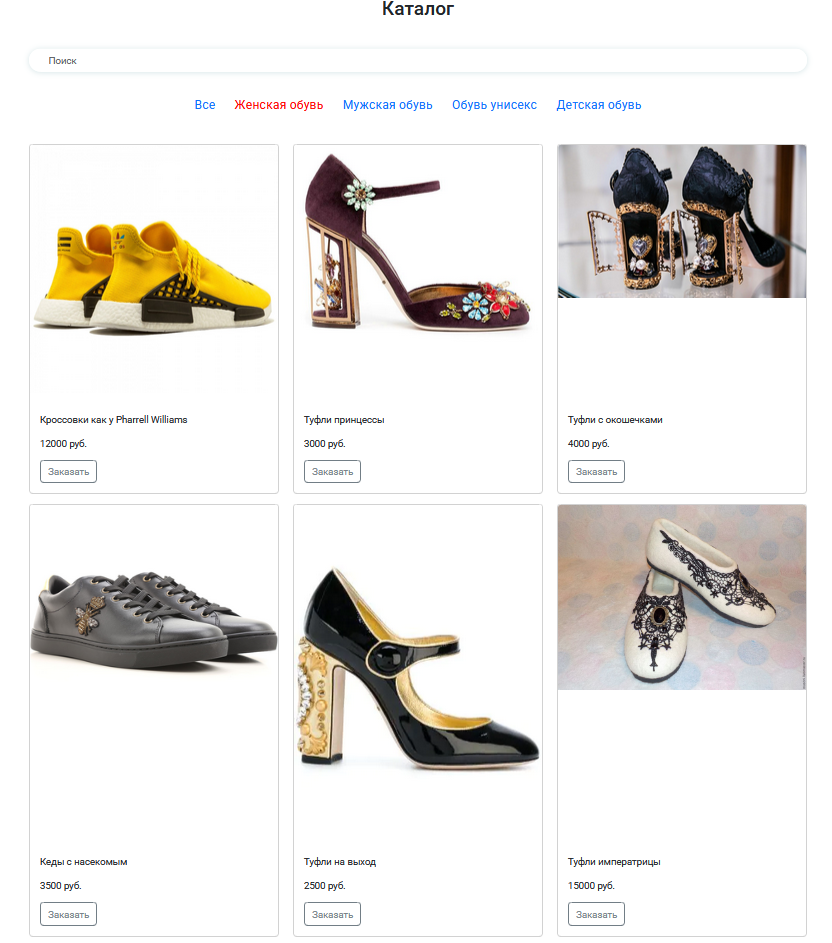 Каталог
Поиск
Все Женская обувь Мужская обувь Обувь унисекс Детская обувь
Кроссовки как у Pharrell Williams
12000 руб.
Заказать
Туфли принцессы
3000 руб.
Заказать
Туфли с окошечками
4000 руб.
Заказать
Кеды с насекомым
3500 руб.
Заказать
Туфли на выход
2500 руб.
Заказать
Туфли императрицы
15000 руб.
Заказать